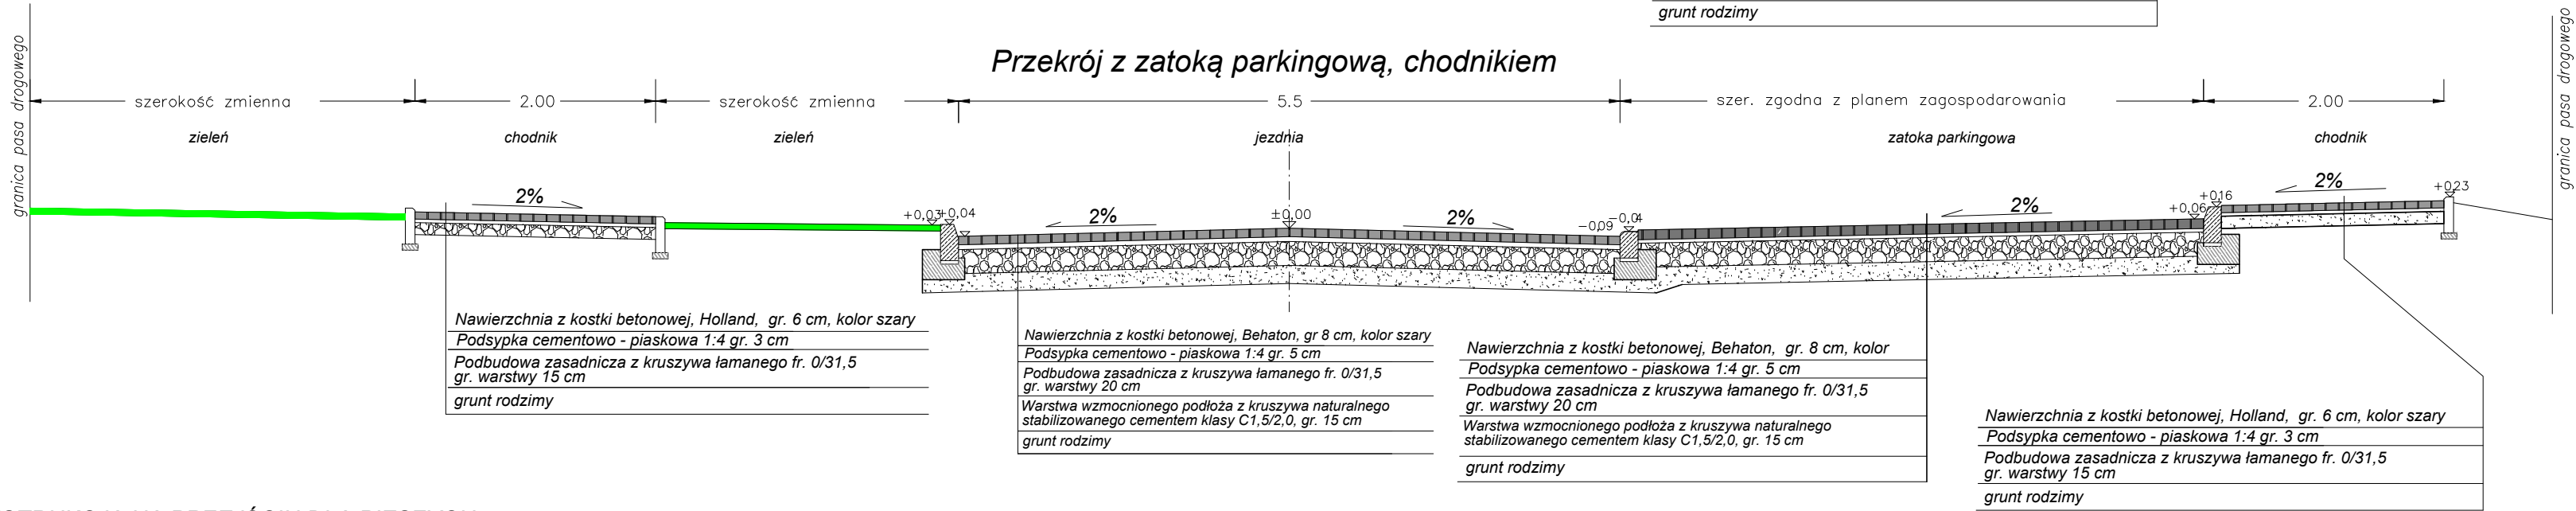 grunt rodzimy
Przekrój z zatoką parkingową, chodnikiem
granica pasa drogowego
szerokość zmienna
2.00
szerokość zmienna
5.5
szer. zgodna z planem zagospodarowania
2.00
granica pasa drogowego
zieleń
chodnik
zieleń
jezdnia
zatoka parkingowa
chodnik
2%
+0,03
+0,04
2%
±0,00
2%
-0,09
-0,04
2%
+0,06
+0,16
2%
+0,23
Nawierzchnia z kostki betonowej, Holland, gr. 6 cm, kolor szary
Podsypka cementowo - piaskowa 1:4 gr. 3 cm
Podbudowa zasadnicza z kruszywa łamanego fr. 0/31,5
gr. warstwy 15 cm
grunt rodzimy
Nawierzchnia z kostki betonowej, Behaton, gr 8 cm, kolor szary
Podsypka cementowo - piaskowa 1:4 gr. 5 cm
Podbudowa zasadnicza z kruszywa łamanego fr. 0/31,5
gr. warstwy 20 cm
Warstwa wzmocnionego podłoża z kruszywa naturalnego
stabilizowanego cementem klasy C1,5/2,0, gr. 15 cm
grunt rodzimy
Nawierzchnia z kostki betonowej, Behaton, gr. 8 cm, kolor
Podsypka cementowo - piaskowa 1:4 gr. 5 cm
Podbudowa zasadnicza z kruszywa łamanego fr. 0/31,5
gr. warstwy 20 cm
Warstwa wzmocnionego podłoża z kruszywa naturalnego
stabilizowanego cementem klasy C1,5/2,0, gr. 15 cm
grunt rodzimy
Nawierzchnia z kostki betonowej, Holland, gr. 6 cm, kolor szary
Podsypka cementowo - piaskowa 1:4 gr. 3 cm
Podbudowa zasadnicza z kruszywa łamanego fr. 0/31,5
gr. warstwy 15 cm
grunt rodzimy